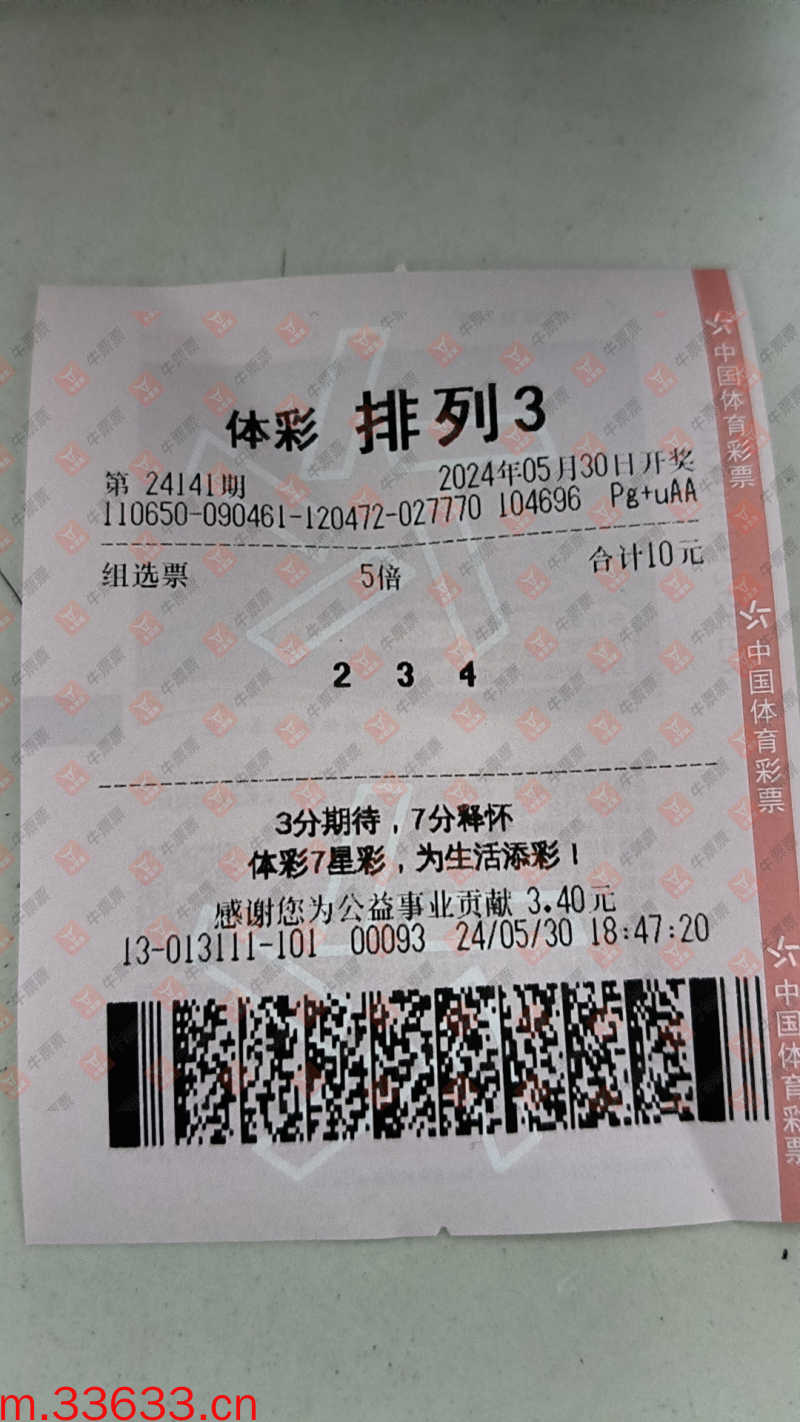 体彩 排列3
第 24141期 2024年05月30日开奖
110650-090461-120472-027770 104696 Pg+uAA
组选票 5倍 合计10元
2 3 4
3分期待，7分释怀
体彩7星彩，为生活添彩！
感谢您为公益事业贡献 3.40元
13-013111-101 00093 24/05/30 18:47:20
中国体育彩票
中国体育彩票
中国体育彩票
牛票票
m.33633.cn